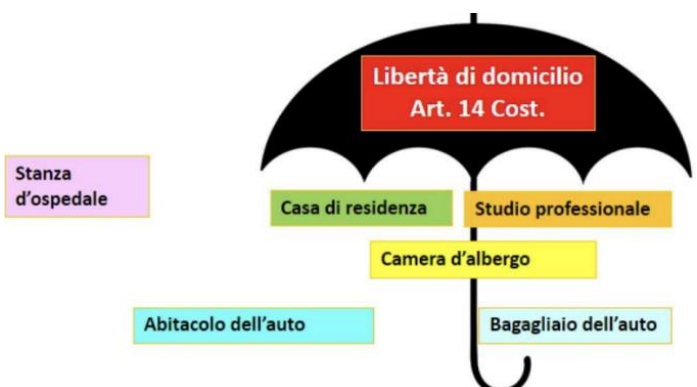 Libertà di domicilio
Art. 14 Cost.
Stanza
d'ospedale
Casa di residenza
Studio professionale
Camera d'albergo
Abitacolo dell'auto
Bagagliaio dell'auto